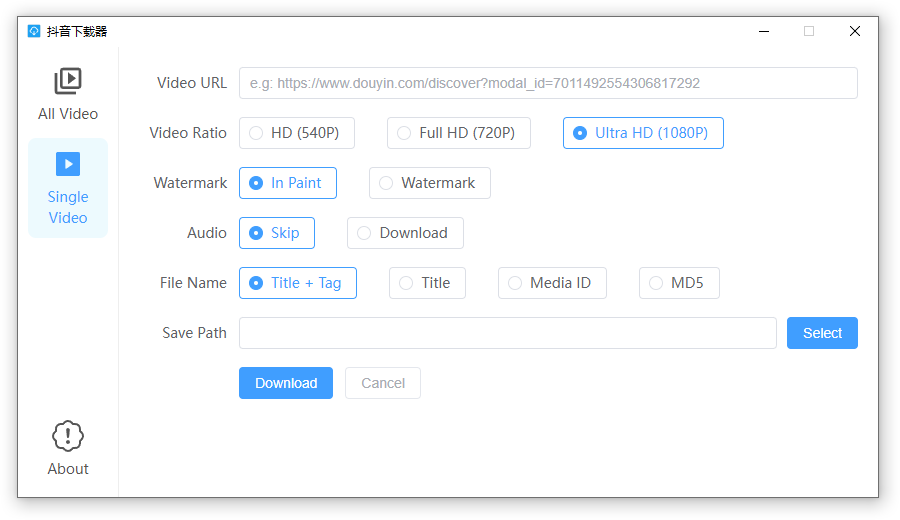 抖音下载器
All Video
Single
Video
About
Video URL e.g: https://www.douyin.com/discover?modal_id=7011492554306817292
Video Ratio HD (540P) Full HD (720P) Ultra HD (1080P)
Watermark In Paint Watermark
Audio Skip Download
File Name Title + Tag Title Media ID MD5
Save Path Select
Download Cancel